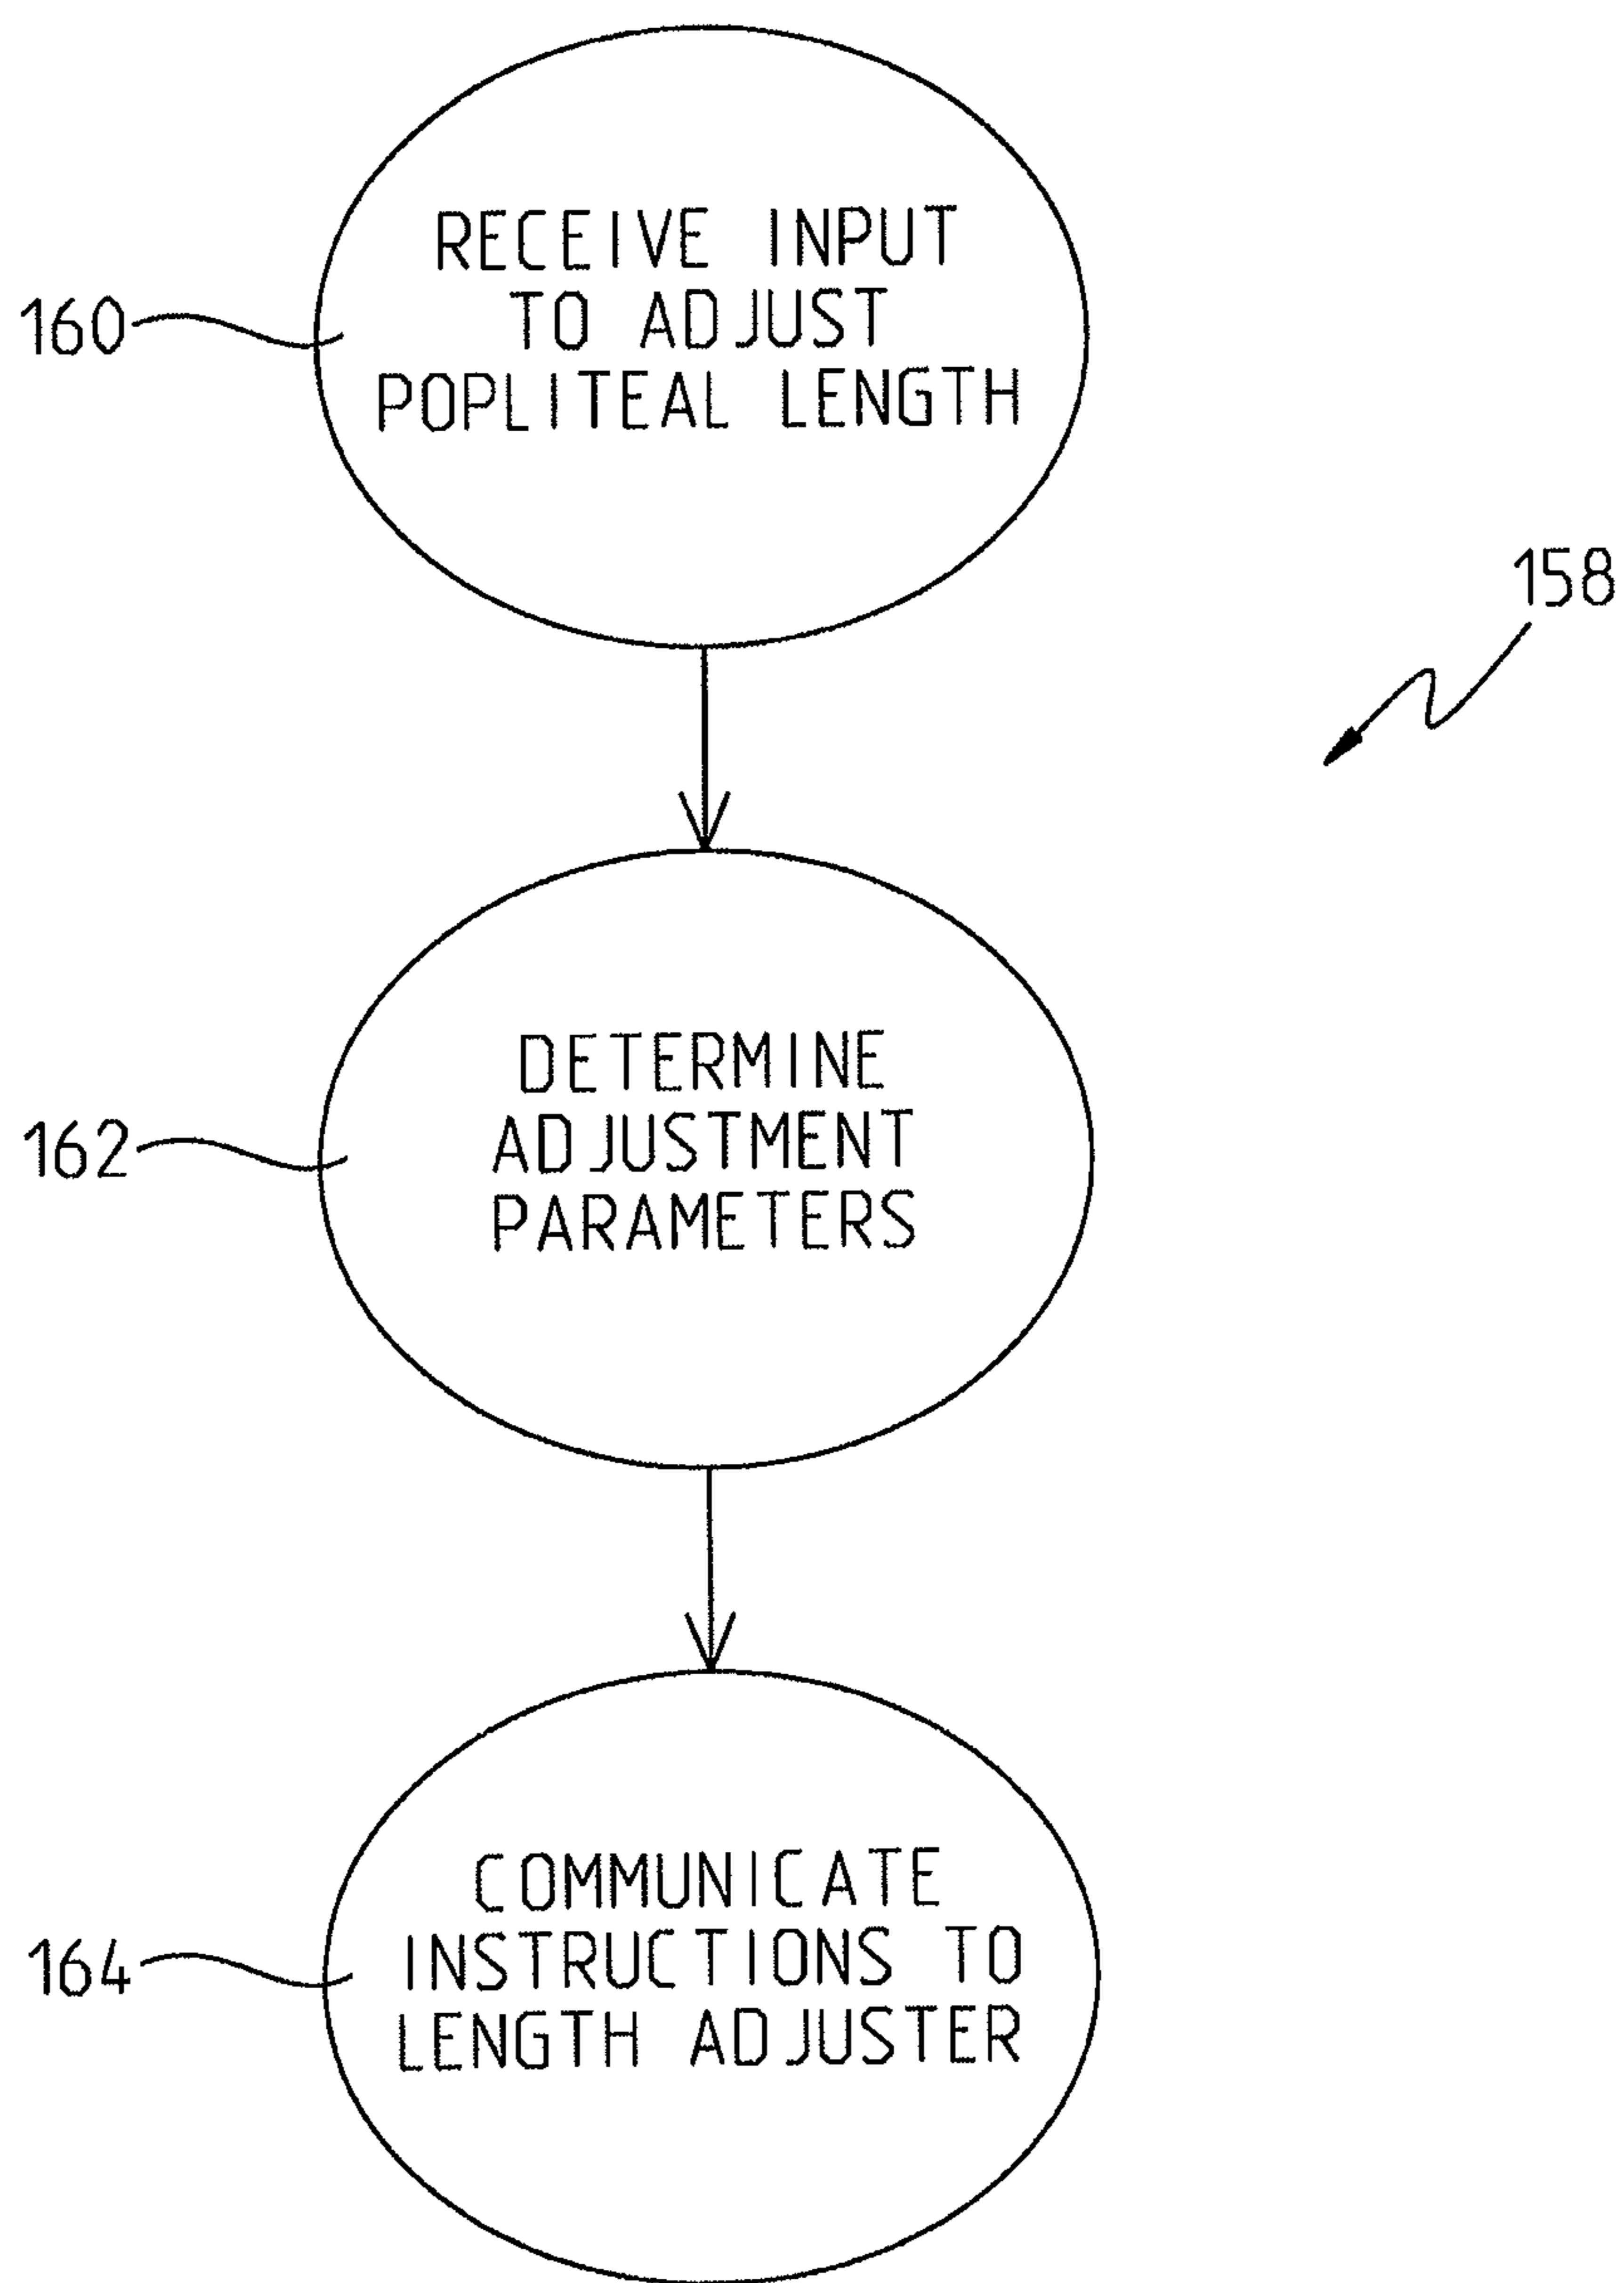 RECEIVE INPUT
TO ADJUST
POPLITEAL LENGTH
160
158
DETERMINE
ADJUSTMENT
PARAMETERS
162
COMMUNICATE
INSTRUCTIONS TO
LENGTH ADJUSTER
164